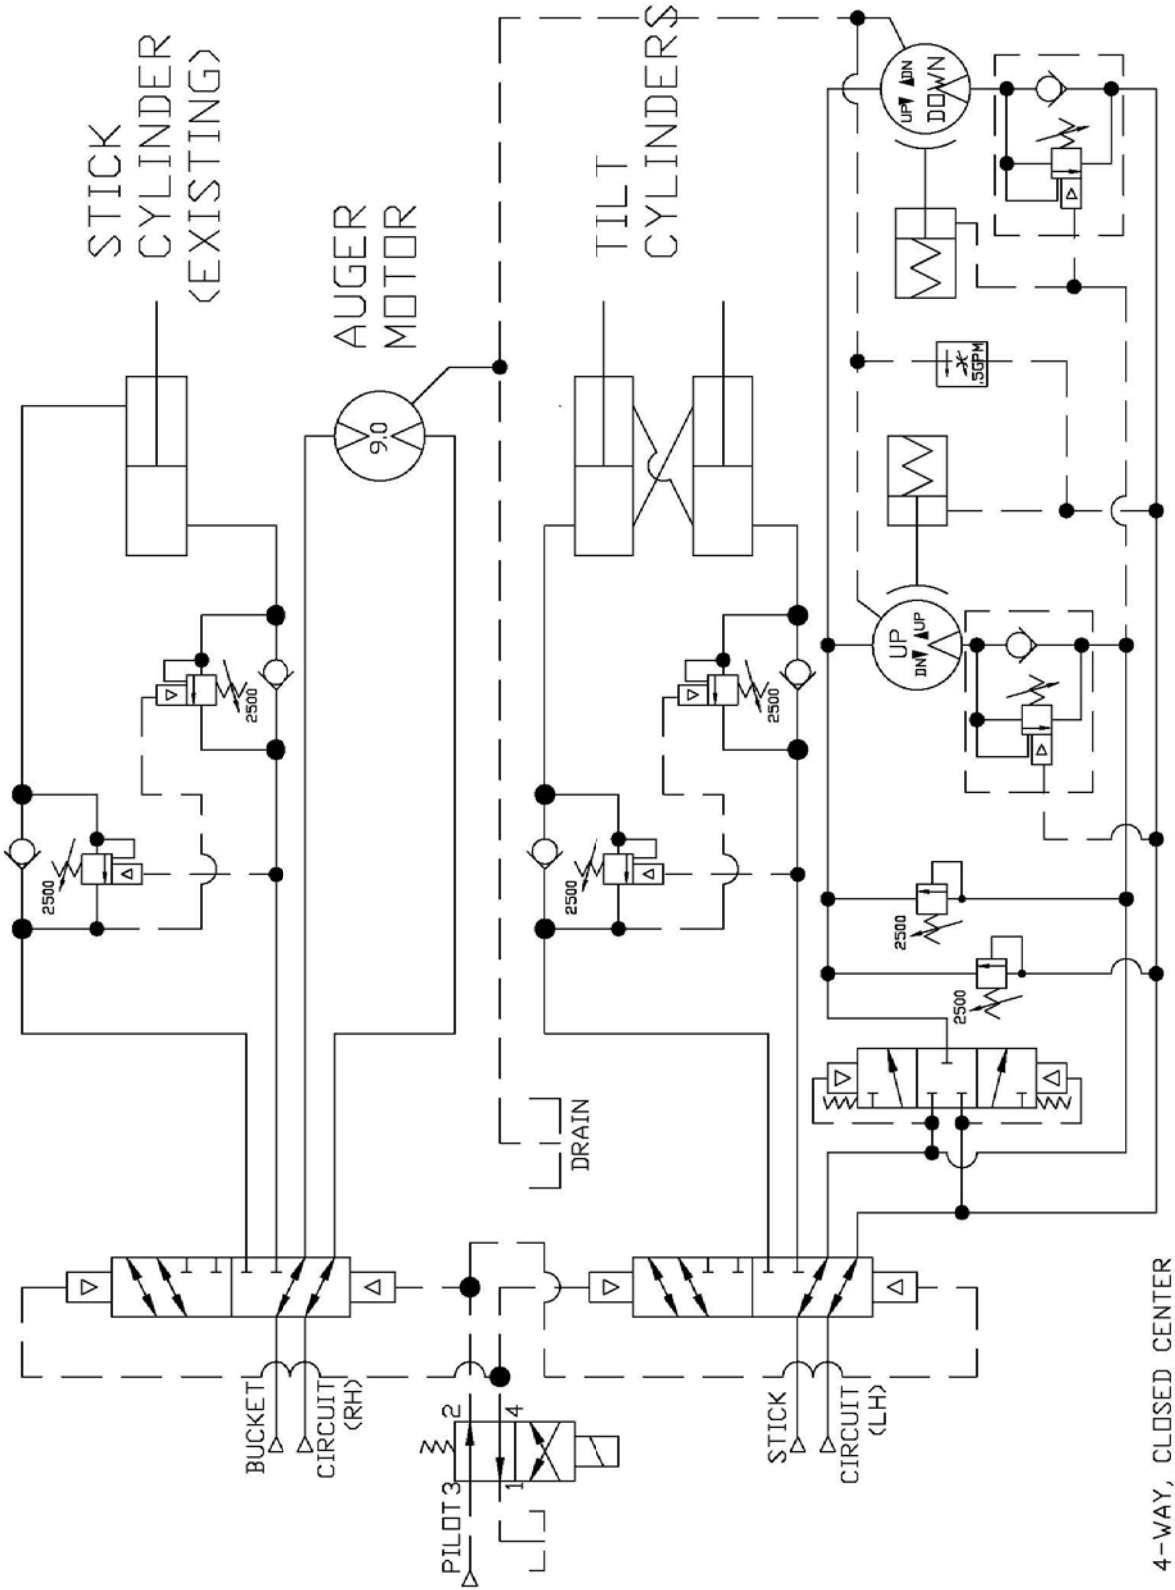 STICK
CYLINDER
(EXISTING)
AUGER
MOTOR
9.0
TILT
CYLINDERS
UP DN
DOWN
.5GPM
UP
DN UP
2500
2500
2500
2500
2500
2500
DRAIN
BUCKET
CIRCUIT
(RH)
PILOT
3 2
1 4
STICK
CIRCUIT
(LH)
4-WAY, CLOSED CENTER